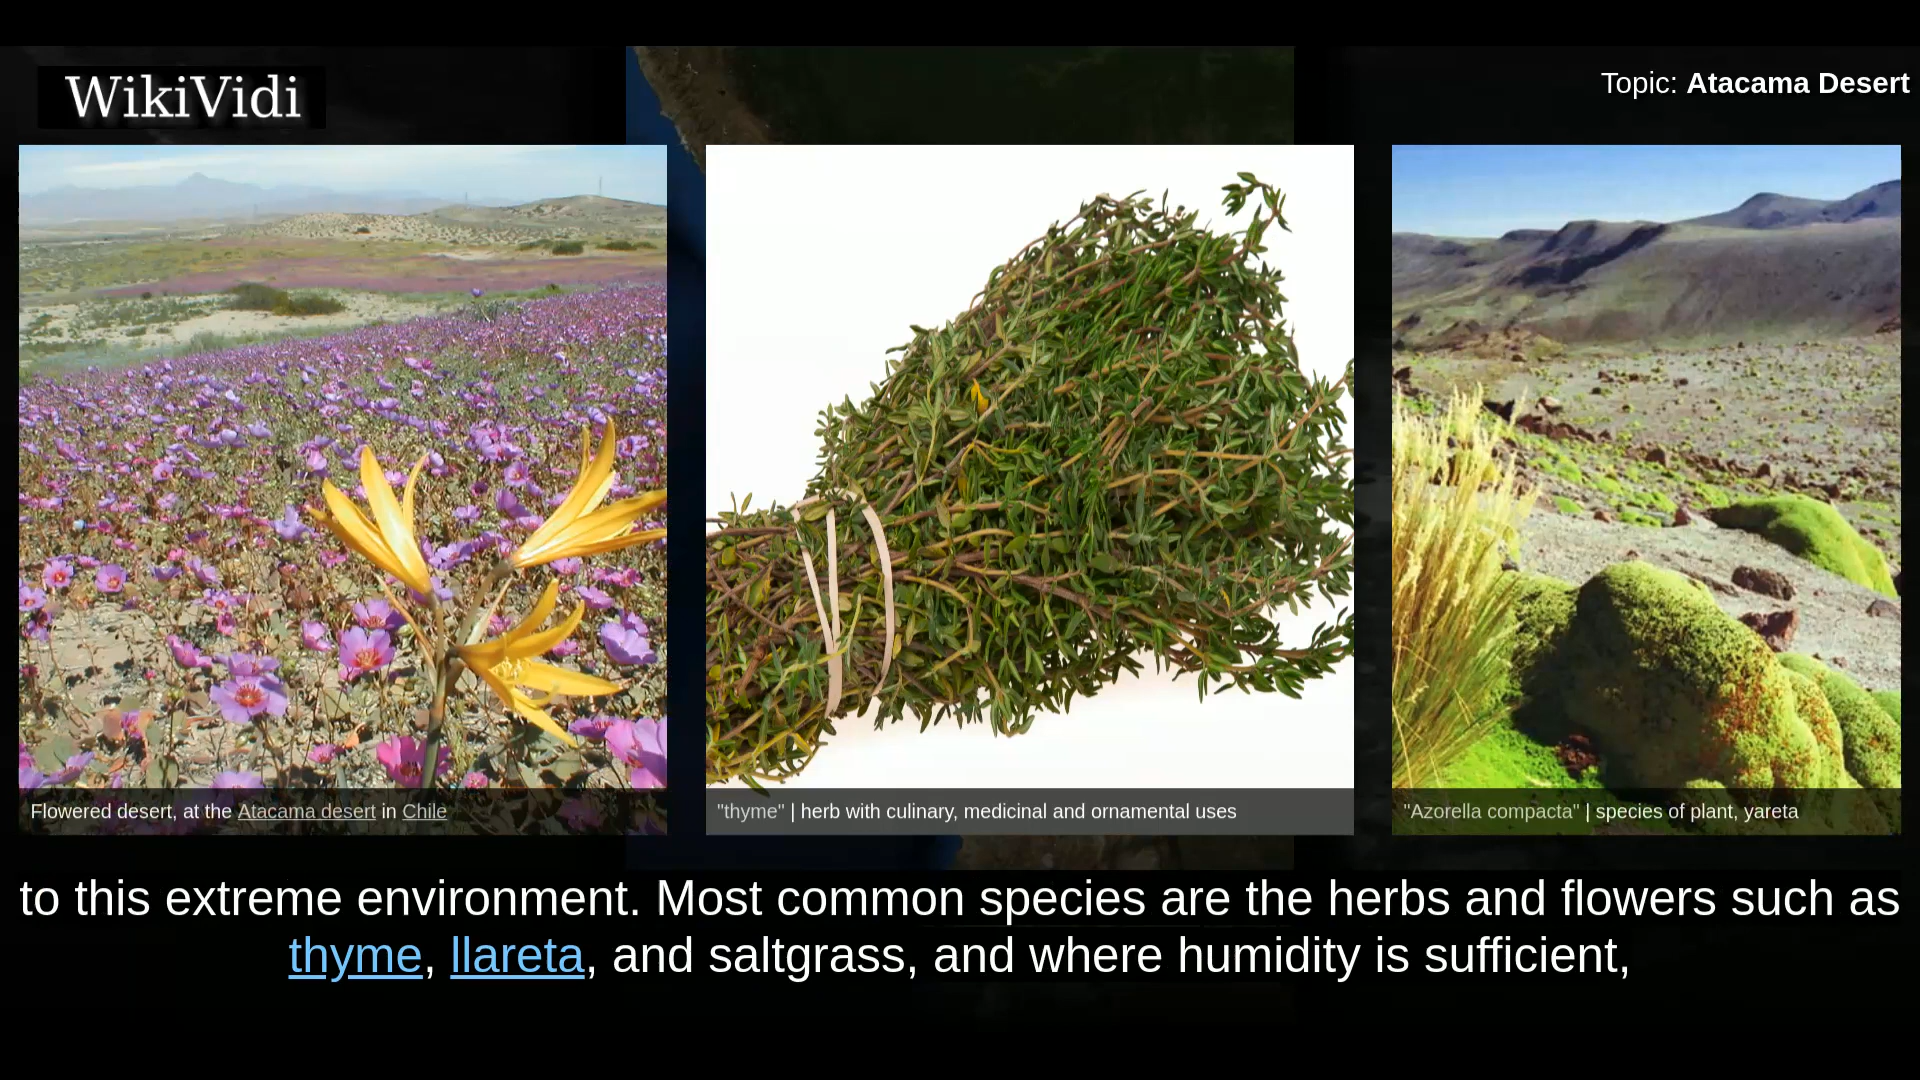 WikiVidi
Topic: Atacama Desert
Flowered desert, at the Atacama desert in Chile
"thyme" | herb with culinary, medicinal and ornamental uses
"Azorella compacta" | species of plant, yareta
to this extreme environment. Most common species are the herbs and flowers such as
thyme, llareta, and saltgrass, and where humidity is sufficient,